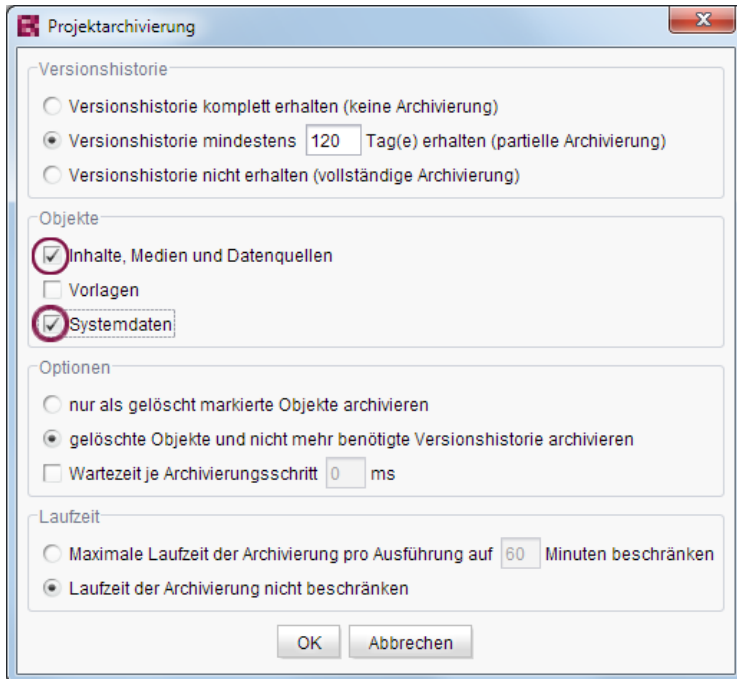 Projektarchivierung
Versionshistorie
Versionshistorie komplett erhalten (keine Archivierung)
Versionshistorie mindestens 120 Tag(e) erhalten (partielle Archivierung)
Versionshistorie nicht erhalten (vollständige Archivierung)
Objekte
Inhalte, Medien und Datenquellen
Vorlagen
Systemdaten
Optionen
nur als gelöscht markierte Objekte archivieren
gelöschte Objekte und nicht mehr benötigte Versionshistorie archivieren
Wartezeit je Archivierungsschritt 0 ms
Laufzeit
Maximale Laufzeit der Archivierung pro Ausführung auf 60 Minuten beschränken
Laufzeit der Archivierung nicht beschränken
OK Abbrechen